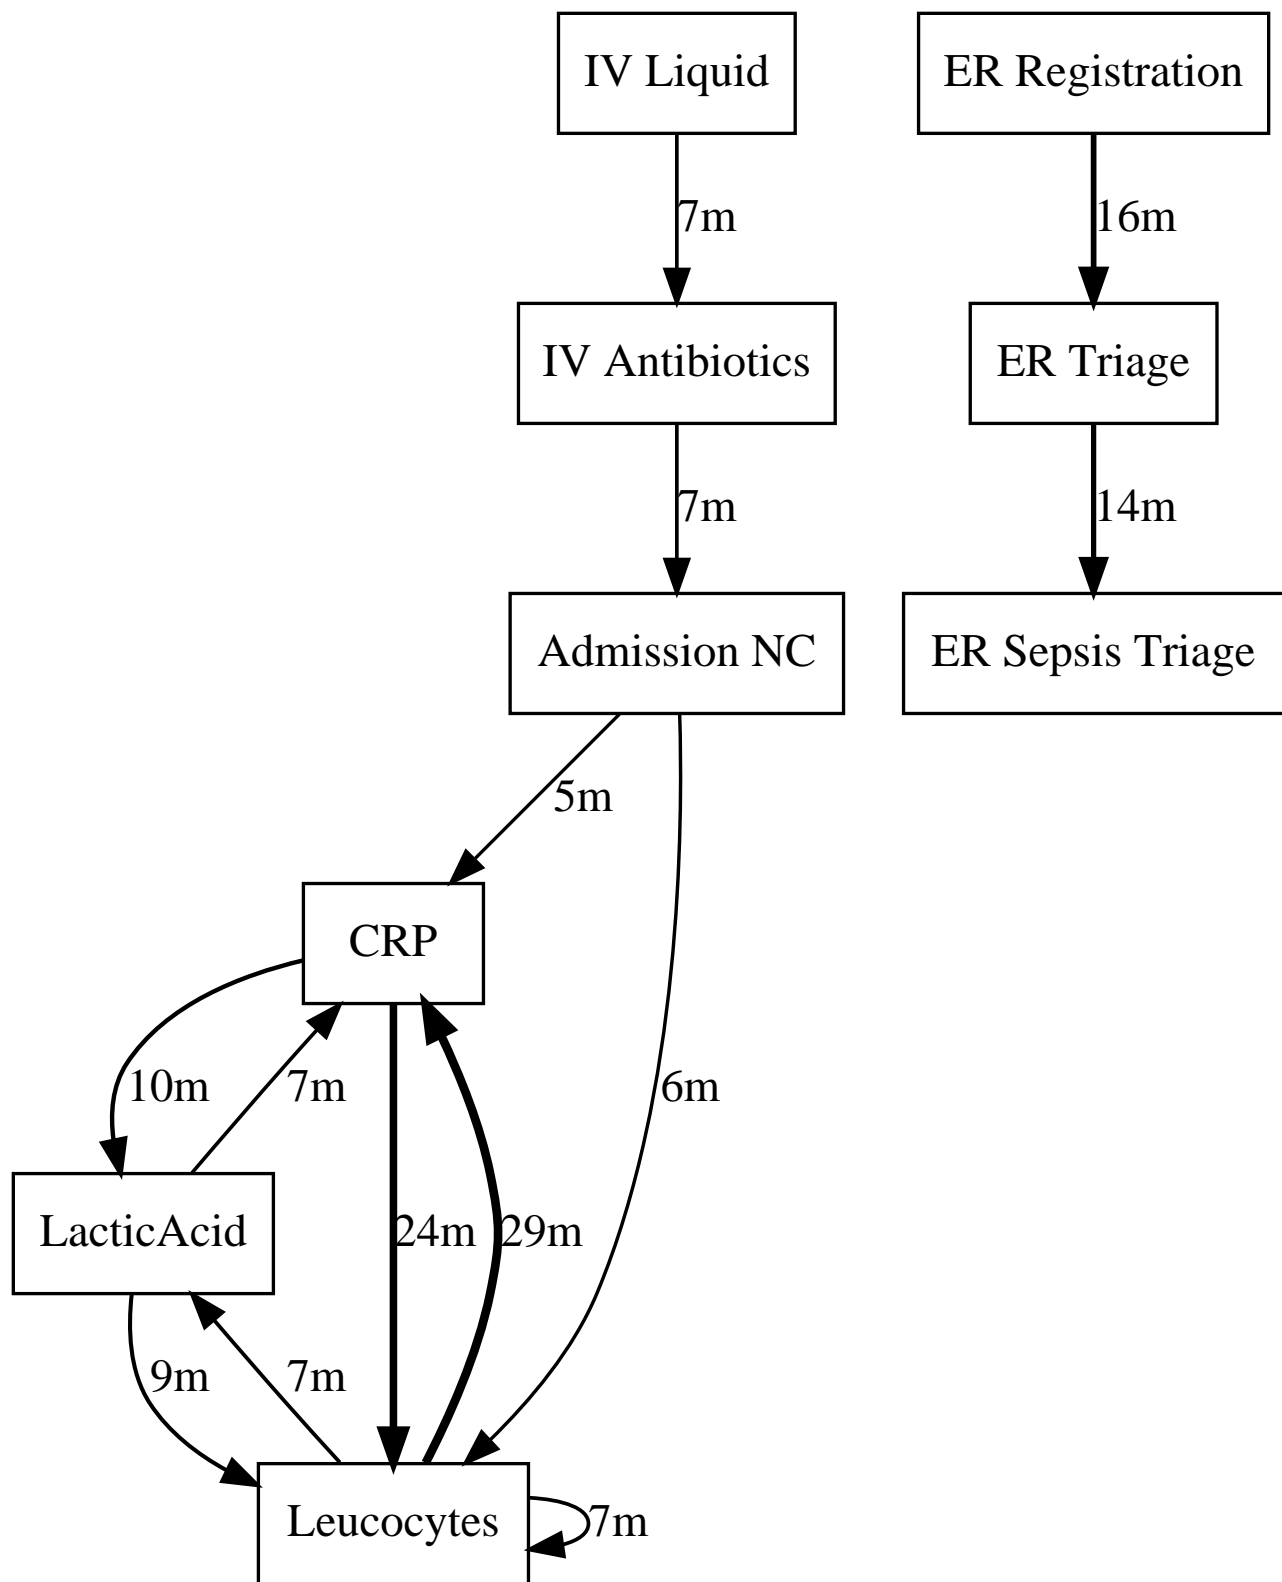 IV Liquid
ER Registration
7m
16m
IV Antibiotics
ER Triage
7m
14m
Admission NC
ER Sepsis Triage
5m
CRP
10m
7m
6m
LacticAcid
24m
29m
9m
7m
Leucocytes
7m